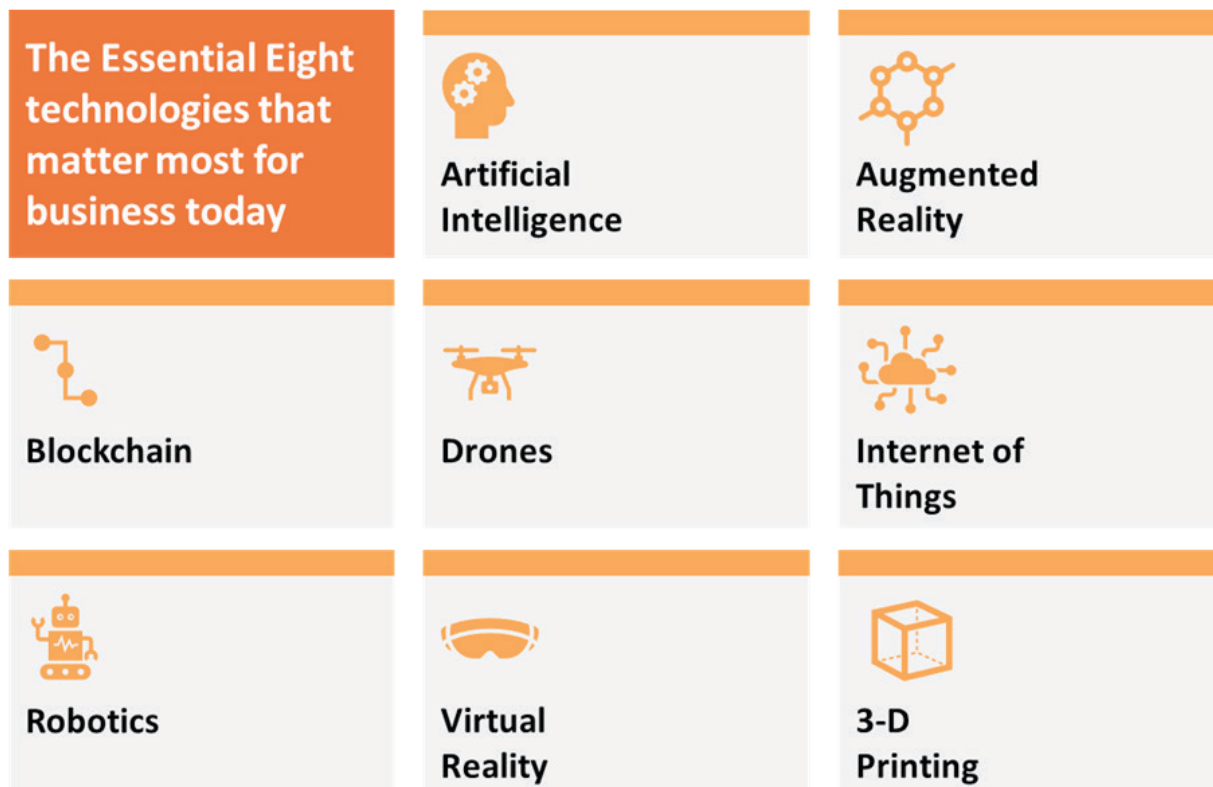 The Essential Eight
technologies that
matter most for
business today
Artificial
Intelligence
Augmented
Reality
Blockchain
Drones
Internet of
Things
Robotics
Virtual
Reality
3-D
Printing